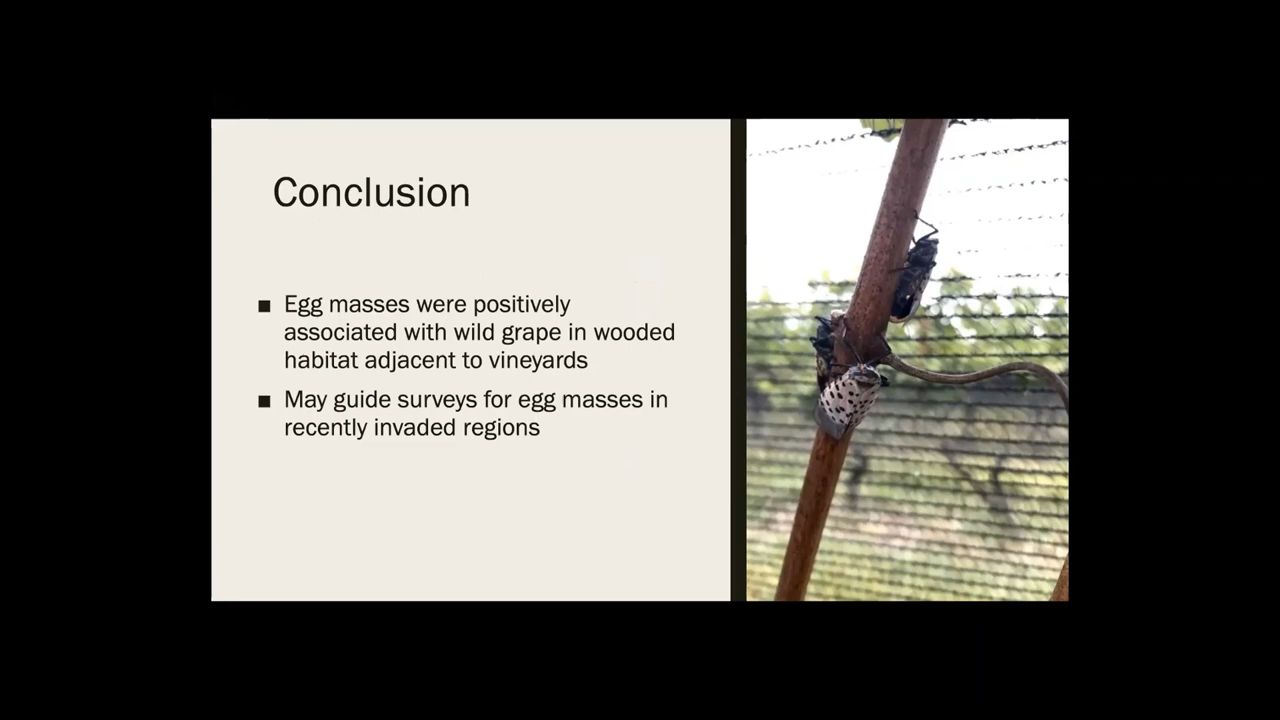 Conclusion
■ Egg masses were positively
associated with wild grape in wooded
habitat adjacent to vineyards
■ May guide surveys for egg masses in
recently invaded regions